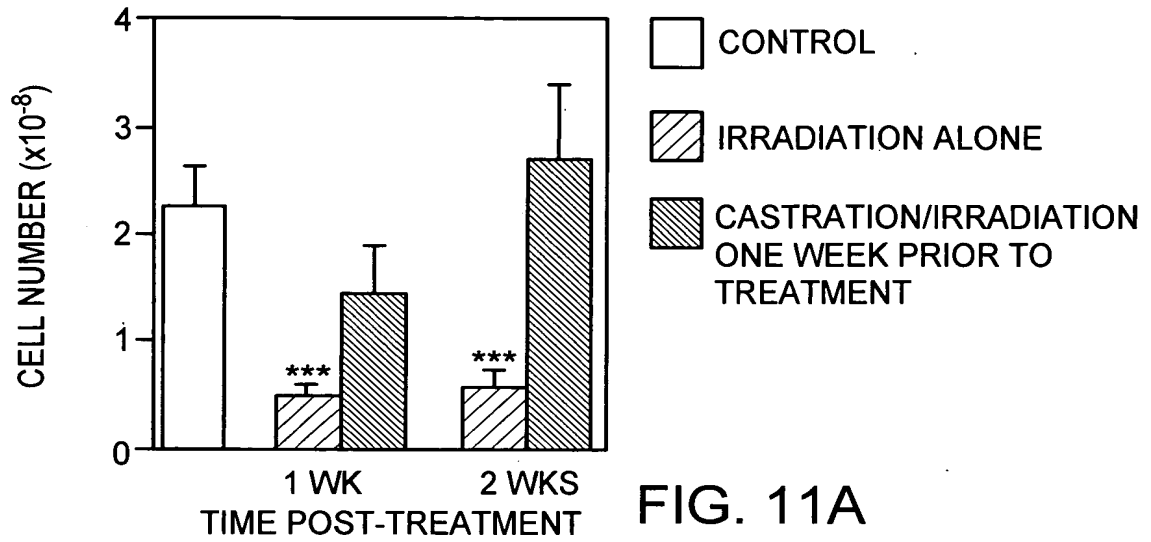 4
3
2
1
0
CELL NUMBER (x10⁻⁸)
***
***
1 WK
2 WKS
TIME POST-TREATMENT
CONTROL
IRRADIATION ALONE
CASTRATION/IRRADIATION
ONE WEEK PRIOR TO
TREATMENT
FIG. 11A